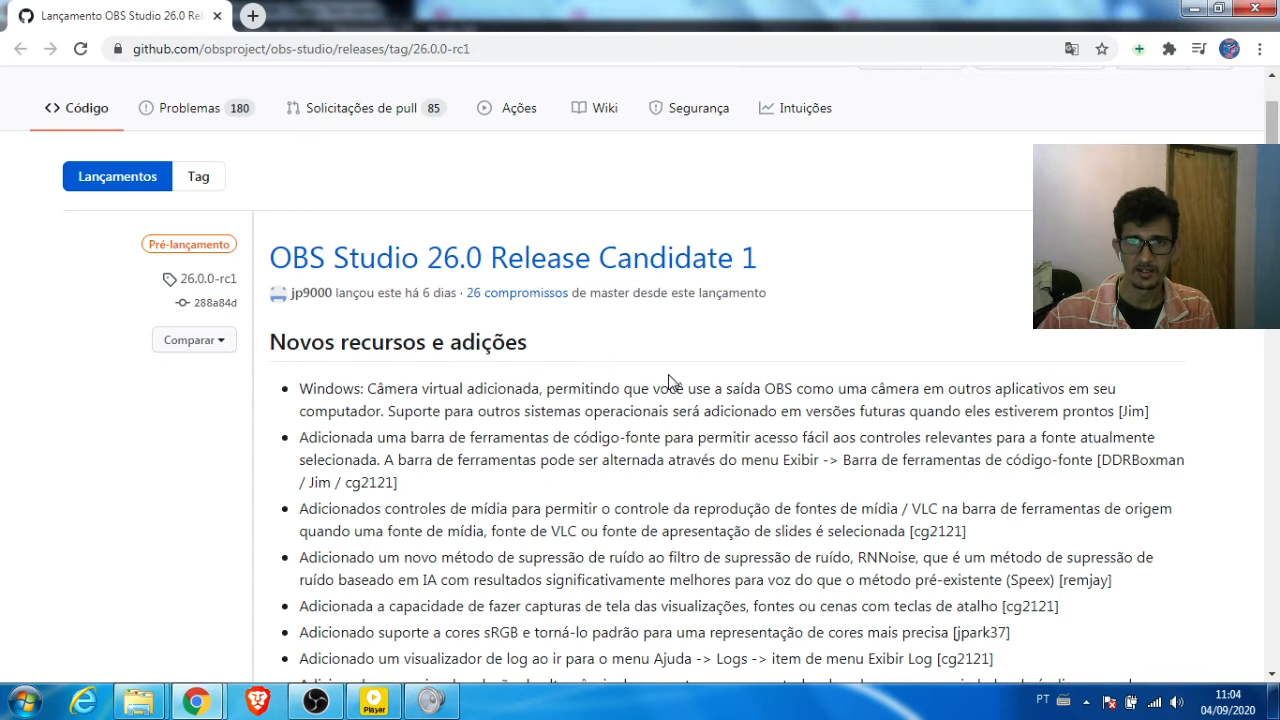 Lançamento OBS Studio 26.0 Rel
github.com/obsproject/obs-studio/releases/tag/26.0.0-rc1
Código
Problemas 180
Solicitações de pull 85
Ações
Wiki
Segurança
Intuições
Lançamentos
Tag
Pré-lançamento
26.0.0-rc1
288a84d
Comparar
OBS Studio 26.0 Release Candidate 1
jp9000 lançou este há 6 dias · 26 compromissos de master desde este lançamento
Novos recursos e adições
Windows: Câmera virtual adicionada, permitindo que você use a saída OBS como uma câmera em outros aplicativos em seu
computador. Suporte para outros sistemas operacionais será adicionado em versões futuras quando eles estiverem prontos [Jim]
Adicionada uma barra de ferramentas de código-fonte para permitir acesso fácil aos controles relevantes para a fonte atualmente
selecionada. A barra de ferramentas pode ser alternada através do menu Exibir -> Barra de ferramentas de código-fonte [DDRBoxman
/ Jim / cg2121]
Adicionados controles de mídia para permitir o controle da reprodução de fontes de mídia / VLC na barra de ferramentas de origem
quando uma fonte de mídia, fonte de VLC ou fonte de apresentação de slides é selecionada [cg2121]
Adicionado um novo método de supressão de ruído ao filtro de supressão de ruído, RNNoise, que é um método de supressão de
ruído baseado em IA com resultados significativamente melhores para voz do que o método pré-existente (Speex) [remjay]
Adicionada a capacidade de fazer capturas de tela das visualizações, fontes ou cenas com teclas de atalho [cg2121]
Adicionado suporte a cores sRGB e torná-lo padrão para uma representação de cores mais precisa [jpark37]
Adicionado um visualizador de log ao ir para o menu Ajuda -> Logs -> item de menu Exibir Log [cg2121]
Player
PT
11:04
04/09/2020